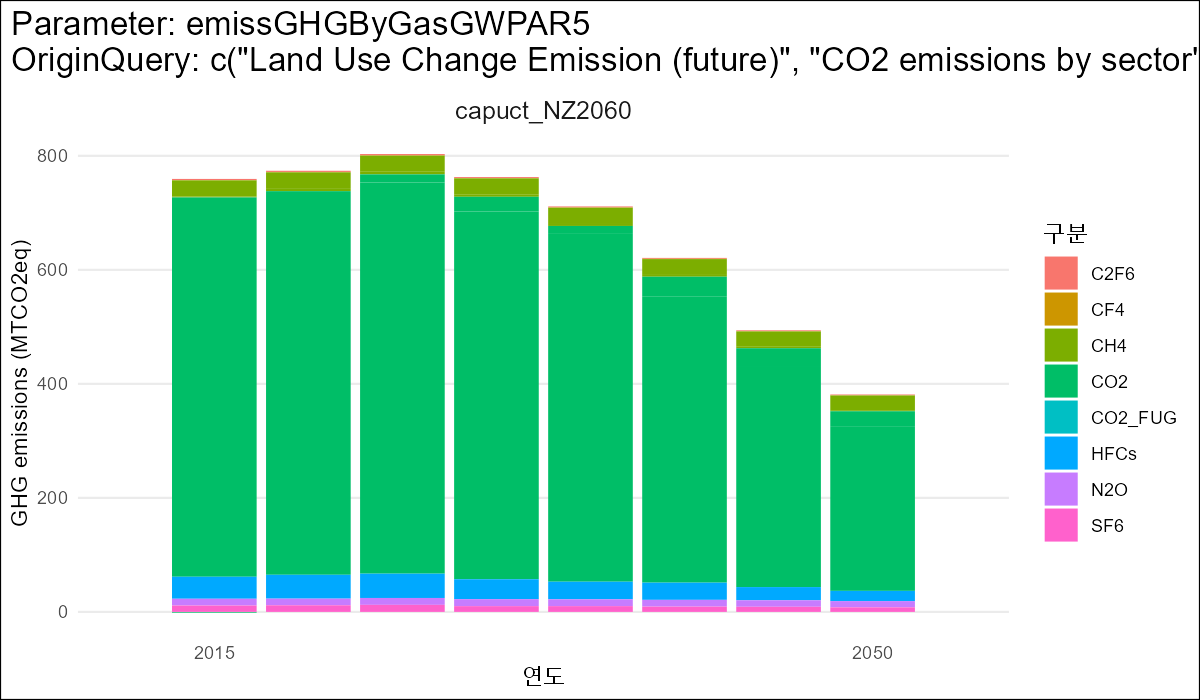 Parameter: emissGHGByGasGWPAR5
OriginQuery: c("Land Use Change Emission (future)", "CO2 emissions by sector"
capuct_NZ2060
GHG emissions (MTCO2eq)
800
600
400
200
0
2015
2050
연도
구분
C2F6
CF4
CH4
CO2
CO2_FUG
HFCs
N2O
SF6